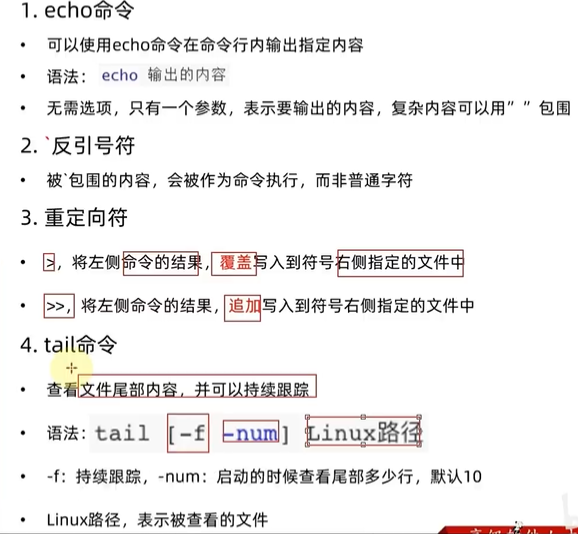 1. echo命令
• 可以使用echo命令在命令行内输出指定内容
• 语法： echo 输出的内容
• 无需选项，只有一个参数，表示要输出的内容，复杂内容可以用””包围
2. `反引号符
• 被`包围的内容，会被作为命令执行，而非普通字符
3. 重定向符
• >，将左侧命令的结果，覆盖写入到符号右侧指定的文件中
• >>，将左侧命令的结果，追加写入到符号右侧指定的文件中
4. tail命令
• 查看文件尾部内容，并可以持续跟踪
• 语法：tail [-f -num] Linux路径
• -f：持续跟踪，-num：启动的时候查看尾部多少行，默认10
• Linux路径，表示被查看的文件